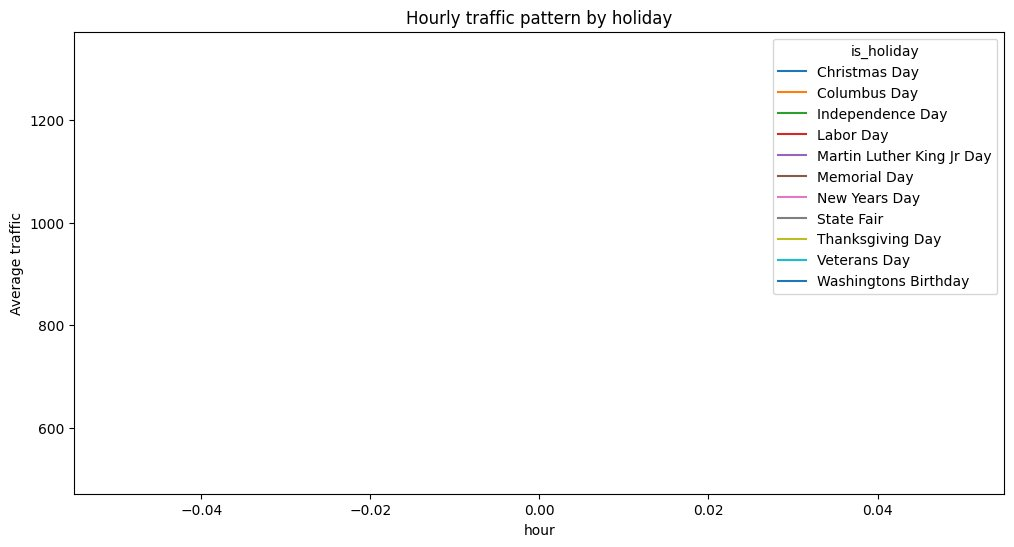 Hourly traffic pattern by holiday
is_holiday
Christmas Day
Columbus Day
Independence Day
Labor Day
Martin Luther King Jr Day
Memorial Day
New Years Day
State Fair
Thanksgiving Day
Veterans Day
Washingtons Birthday
1200
1000
800
600
Average traffic
−0.04
−0.02
0.00
0.02
0.04
hour